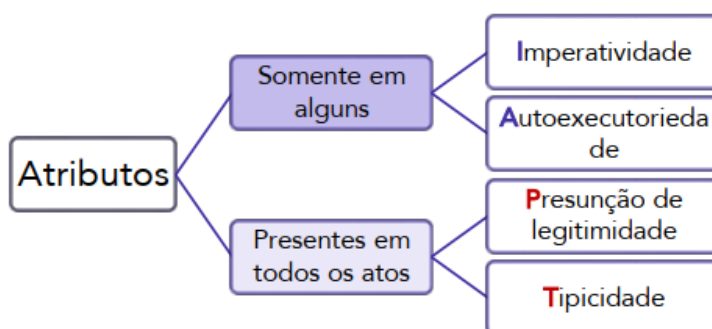 Atributos
Somente em
alguns
Imperatividade
Autoexecutorieda
de
Presentes em
todos os atos
Presunção de
legitimidade
Tipicidade